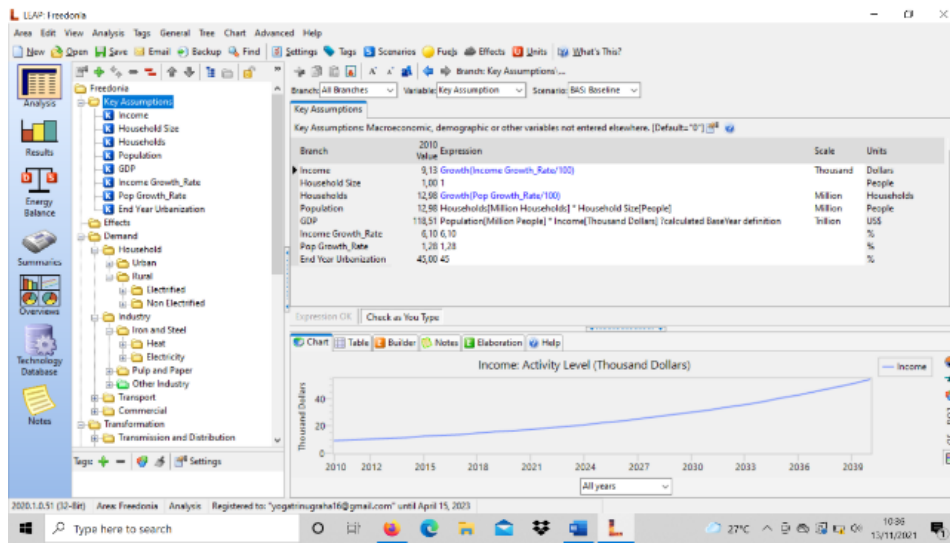 LEAP: Freedonia
Area Edit View Analysis Tags General Tree Chart Advanced Help
New Open Save Email Backup Find Settings Tags Scenarios Fuels Effects Units What's This?
Branch: Key Assumptions\...
Branch: All Branches Variable: Key Assumption Scenario: BAS: Baseline
Analysis
Results
Energy Balance
Summaries
Overviews
Technology Database
Notes
Freedonia
Key Assumptions
Income
Household Size
Households
Population
GDP
Income Growth_Rate
Pop Growth_Rate
End Year Urbanization
Effects
Demand
Household
Urban
Rural
Electrified
Non Electrified
Industry
Iron and Steel
Heat
Electricity
Pulp and Paper
Other Industry
Transport
Commercial
Transformation
Transmission and Distribution
Tags: Settings
Key Assumptions
Key Assumptions: Macroeconomic, demographic or other variables not entered elsewhere. [Default="0"]
Branch 2010 Value Expression Scale Units
Income 9,13 Growth(Income Growth_Rate/100) Thousand Dollars
Household Size 1,00 1 People
Households 12,98 Growth(Pop Growth_Rate/100) Million Households
Population 12,98 Households[Million Households] * Household Size[People] Million People
GDP 118,51 Population[Million People] * Income[Thousand Dollars] ?calculated BaseYear definition Trillion US$
Income Growth_Rate 6,10 6,10 %
Pop Growth_Rate 1,28 1,28 %
End Year Urbanization 45,00 45 %
Expression OK Check as You Type
Chart Table Builder Notes Elaboration Help
Income: Activity Level (Thousand Dollars)
Income
Thousand Dollars
40
20
0
2010 2012 2015 2018 2021 2024 2027 2030 2033 2036 2039
All years
2020.1.0.51 (32-Bit) Area: Freedonia Analysis Registered to: "yogatrinugraha16@gmail.com" until April 15, 2023
Type here to search
27°C
10:36
13/11/2021